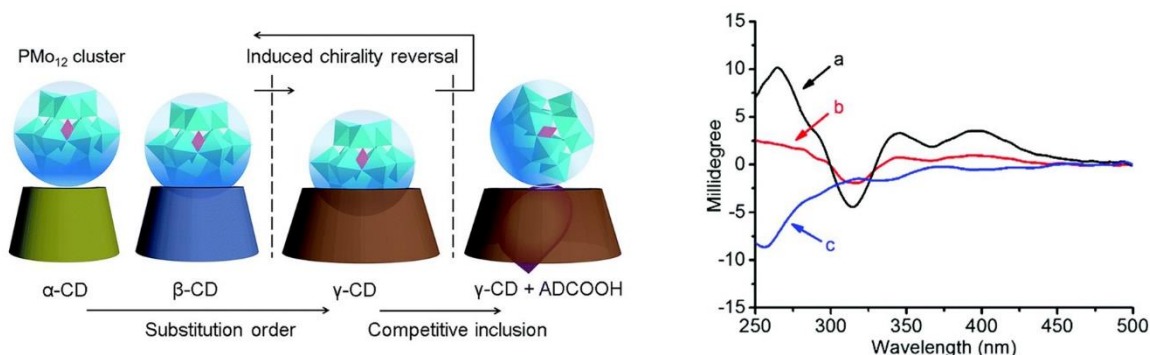 PMo₁₂ cluster
Induced chirality reversal
α-CD
β-CD
γ-CD
γ-CD + ADCOOH
Substitution order
Competitive inclusion
15
10
5
0
-5
-10
-15
Millidegree
a
b
c
250 300 350 400 450 500
Wavelength (nm)